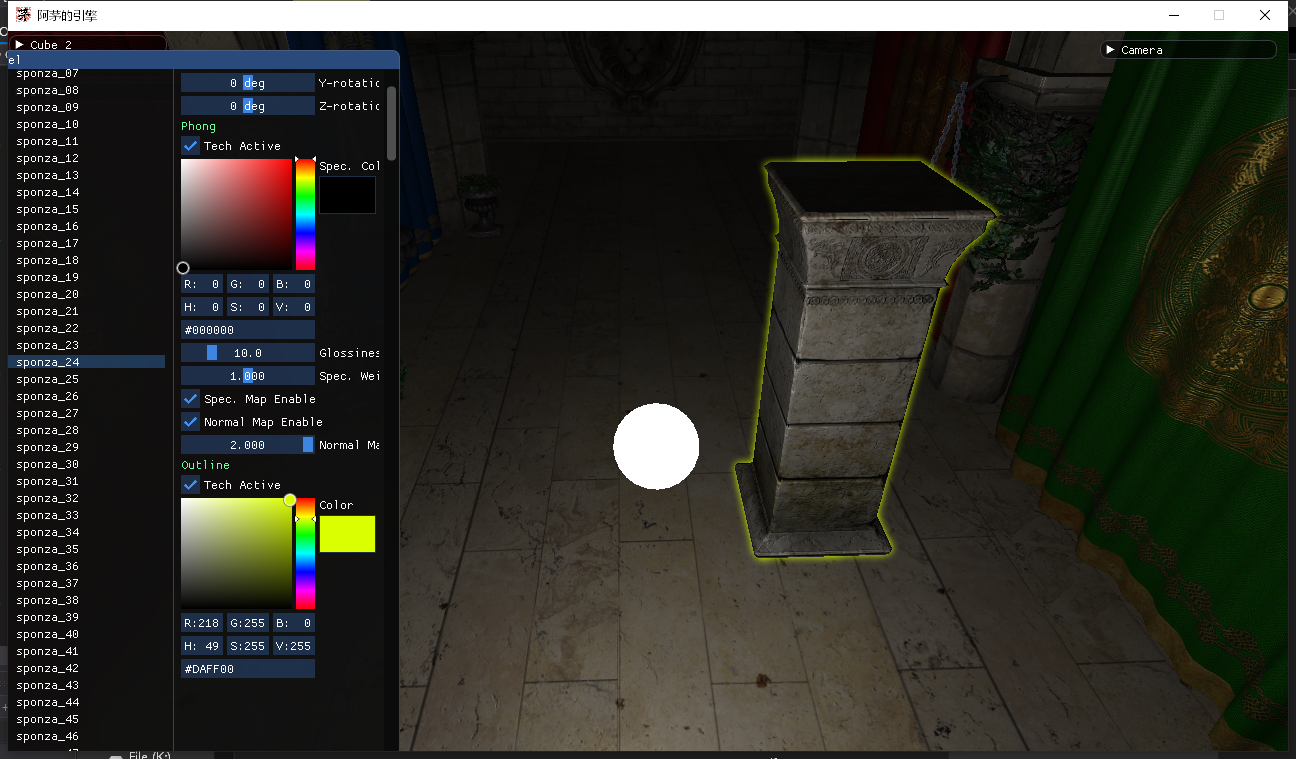 阿芽的引擎
Cube 2
Camera
el
sponza_07
sponza_08
sponza_09
sponza_10
sponza_11
sponza_12
sponza_13
sponza_14
sponza_15
sponza_16
sponza_17
sponza_18
sponza_19
sponza_20
sponza_21
sponza_22
sponza_23
sponza_24
sponza_25
sponza_26
sponza_27
sponza_28
sponza_29
sponza_30
sponza_31
sponza_32
sponza_33
sponza_34
sponza_35
sponza_36
sponza_37
sponza_38
sponza_39
sponza_40
sponza_41
sponza_42
sponza_43
sponza_44
sponza_45
sponza_46
0 deg Y-rotatio
0 deg Z-rotatio
Phong
Tech Active
Spec. Col
R: 0 G: 0 B: 0
H: 0 S: 0 V: 0
#000000
10.0 Glossines
1.000 Spec. Wei
Spec. Map Enable
Normal Map Enable
2.000 Normal Ma
Outline
Tech Active
Color
R:218 G:255 B: 0
H: 49 S:255 V:255
#DAFF00
File (K:)